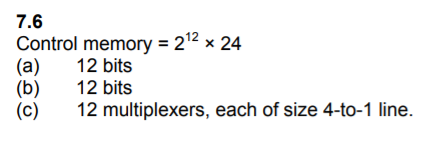 7.6
Control memory = 2¹² × 24
(a) 12 bits
(b) 12 bits
(c) 12 multiplexers, each of size 4-to-1 line.